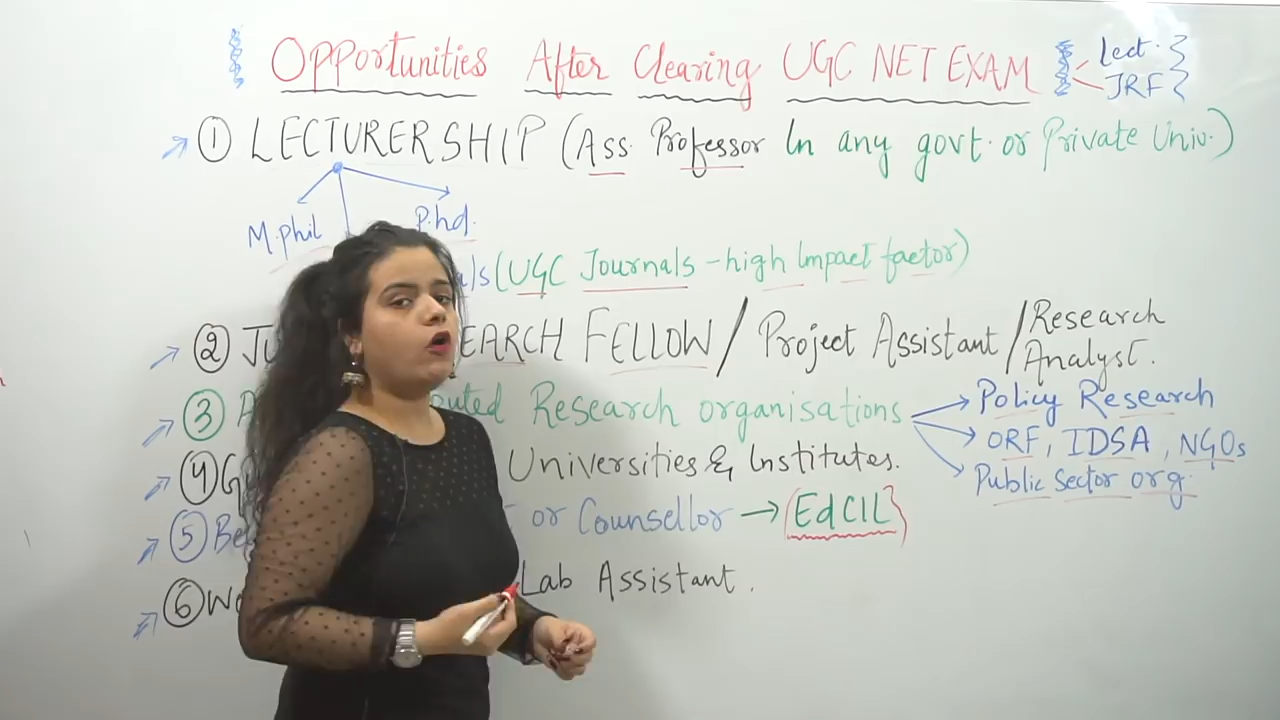 Opportunities After Clearing UGC NET EXAM
Lect.
JRF
① LECTURERSHIP (Ass. Professor In any govt. or Private Univ.)
M.phil P.hd.
(UGC Journals - high Impact factor)
② FELLOW / Project Assistant / Research Analyst.
③ Research organisations
Policy Research
ORF, IDSA, NGOs
Public sector org.
④ Universities & Institutes.
⑤ or Counsellor → {EdCIL}
⑥ Lab Assistant.